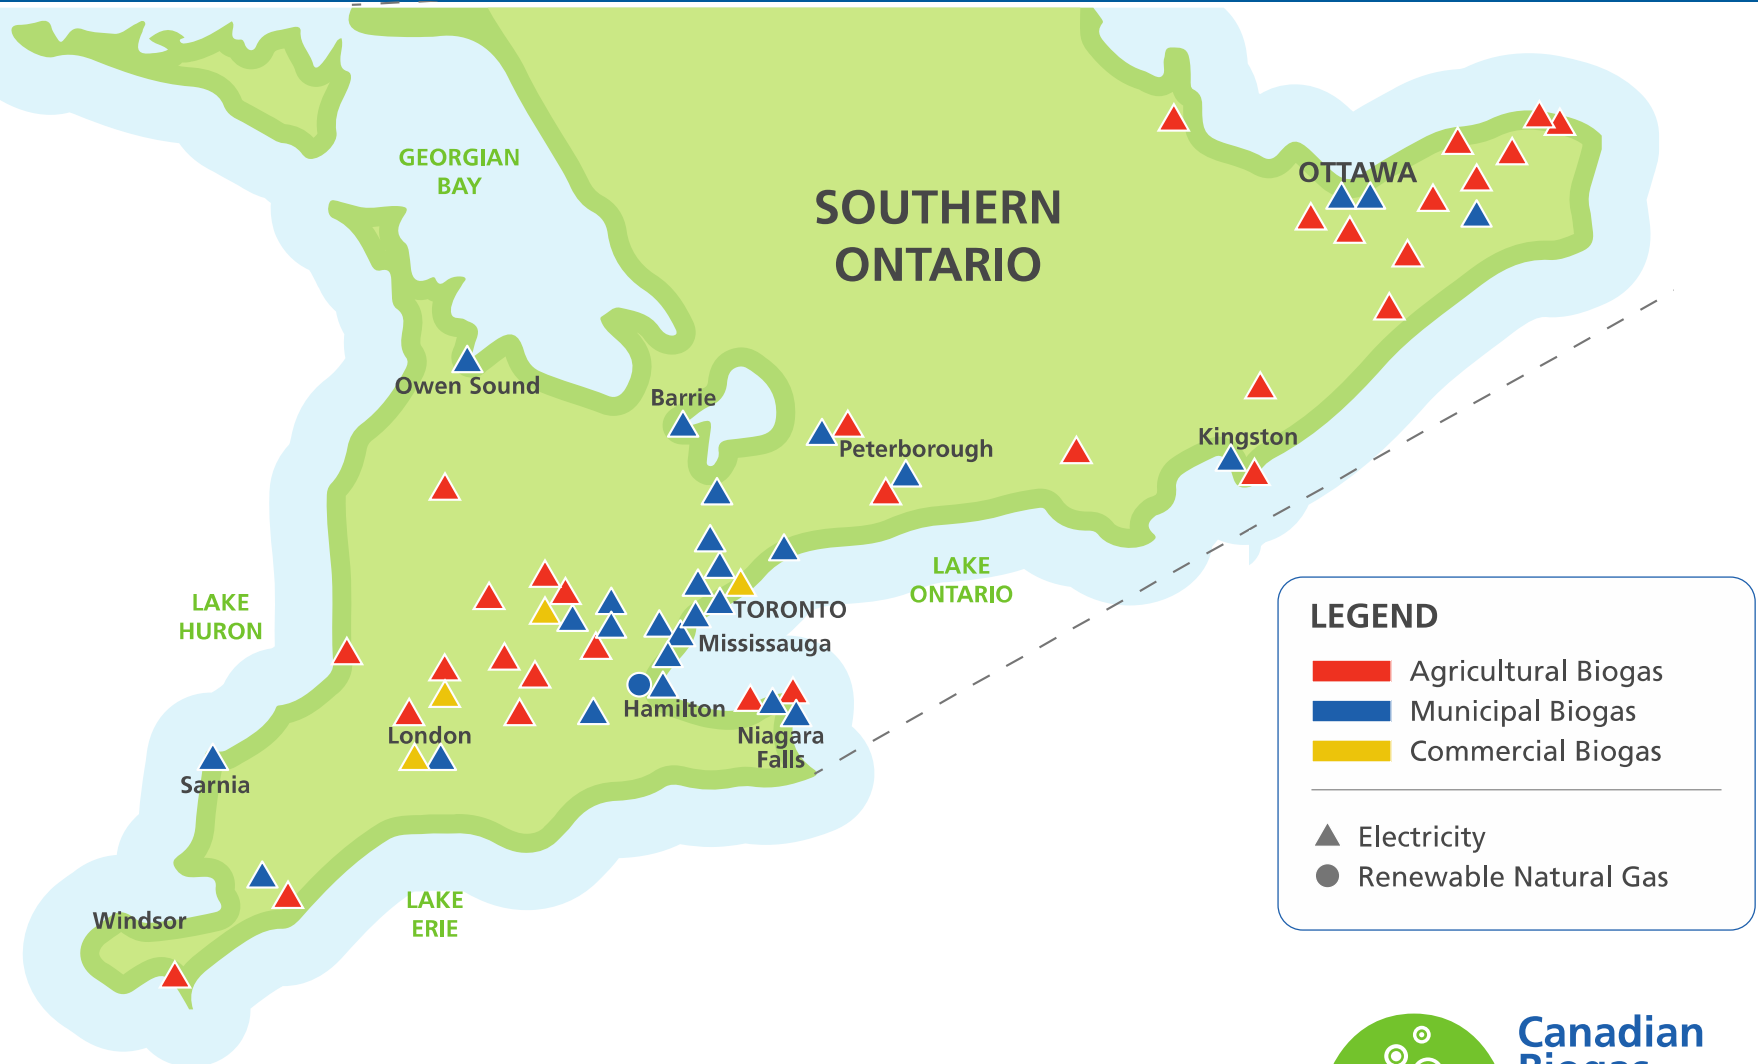 GEORGIAN
BAY
SOUTHERN
ONTARIO
OTTAWA
Owen Sound
Barrie
Peterborough
Kingston
LAKE
ONTARIO
LAKE
HURON
TORONTO
Mississauga
Hamilton
Niagara
Falls
London
Sarnia
Windsor
LAKE
ERIE
LEGEND
Agricultural Biogas
Municipal Biogas
Commercial Biogas
Electricity
Renewable Natural Gas
Canadian
Biogas